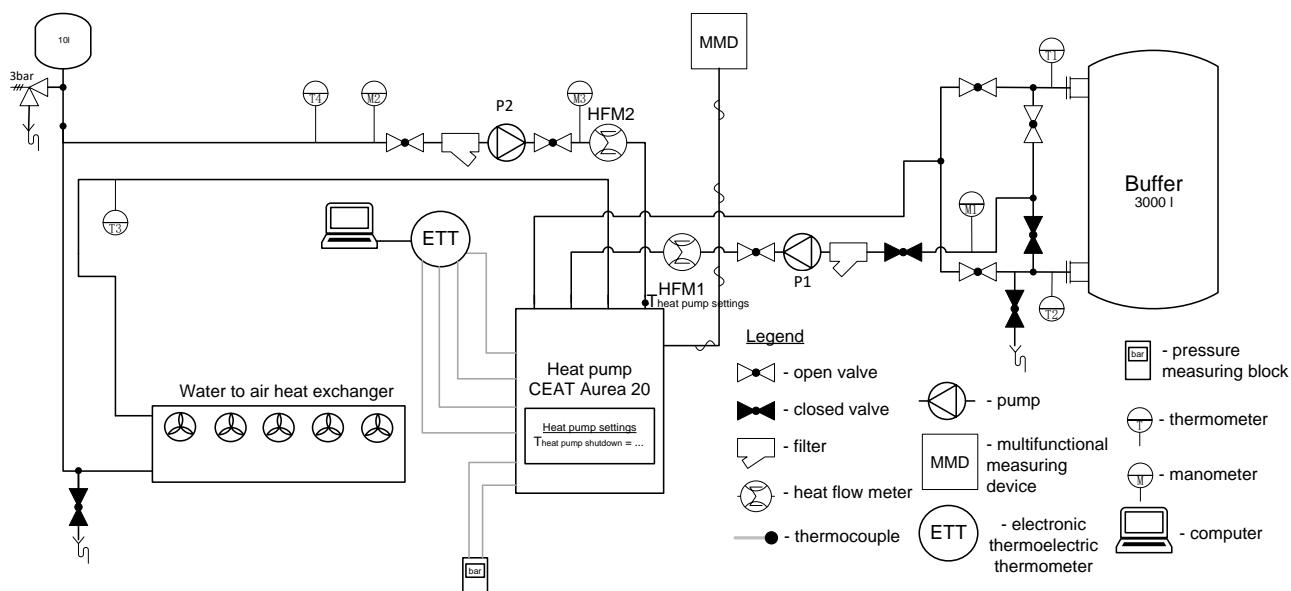 10l
3bar
MMD
T1
T4
M2
M3
P2
HFM2
T3
ETT
M1
Buffer
3000 l
P1
HFM1
T heat pump settings
T2
Heat pump
CEAT Aurea 20
Heat pump settings
T heat pump shutdown = ...
Water to air heat exchanger
bar
Legend
- open valve
- closed valve
- filter
- heat flow meter
- thermocouple
- pump
MMD
- multifunctional
measuring
device
ETT
- electronic
thermoelectric
thermometer
bar
- pressure
measuring block
T
- thermometer
M
- manometer
- computer